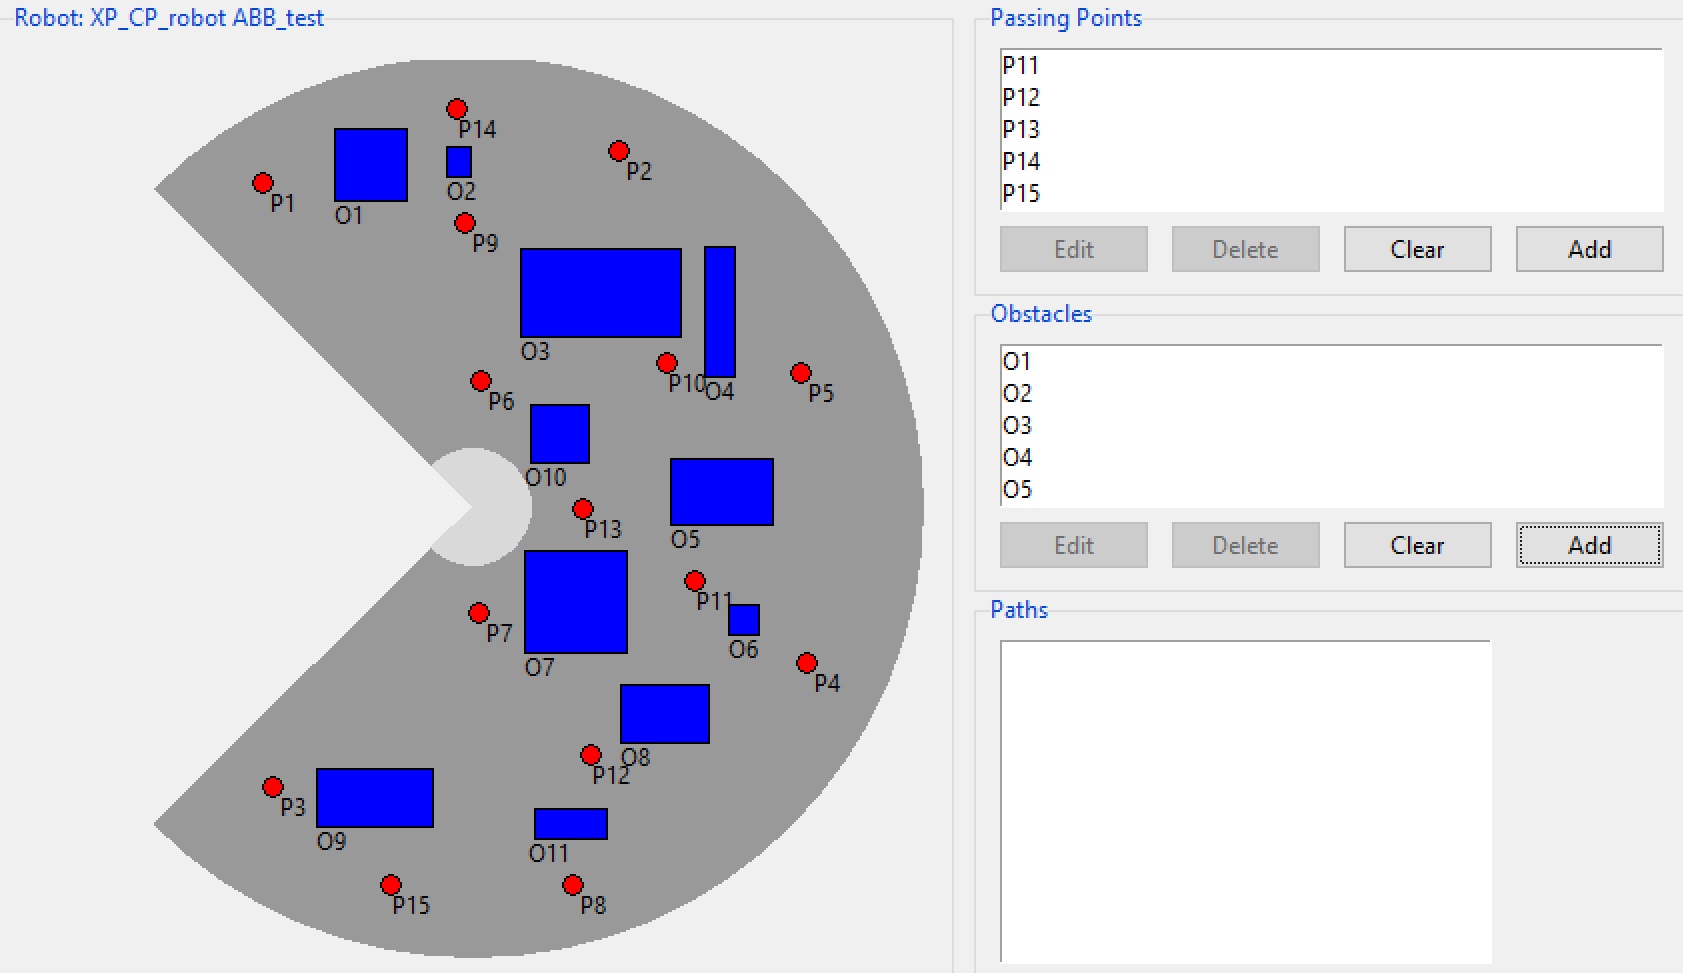 Robot: XP_CP_robot ABB_test
P14
P2
P1
O1
O2
P9
O3
P10
O4
P5
P6
O10
P13
O5
P11
P7
O6
O7
P4
O8
P12
P3
O9
O11
P15
P8
Passing Points
P11
P12
P13
P14
P15
Edit Delete Clear Add
Obstacles
O1
O2
O3
O4
O5
Edit Delete Clear Add
Paths